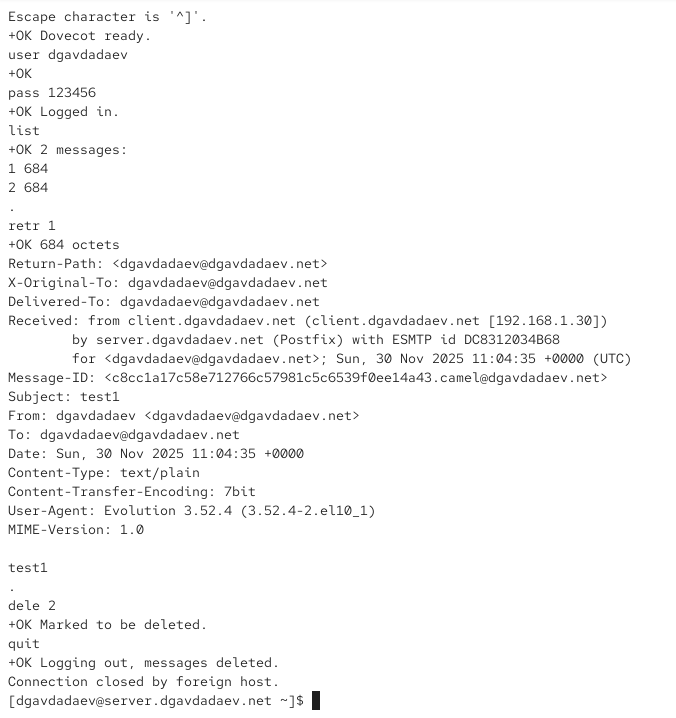 Escape character is '^]'.
+OK Dovecot ready.
user dgavdadaev
+OK
pass 123456
+OK Logged in.
list
+OK 2 messages:
1 684
2 684
.
retr 1
+OK 684 octets
Return-Path: <dgavdadaev@dgavdadaev.net>
X-Original-To: dgavdadaev@dgavdadaev.net
Delivered-To: dgavdadaev@dgavdadaev.net
Received: from client.dgavdadaev.net (client.dgavdadaev.net [192.168.1.30])
        by server.dgavdadaev.net (Postfix) with ESMTP id DC8312034B68
        for <dgavdadaev@dgavdadaev.net>; Sun, 30 Nov 2025 11:04:35 +0000 (UTC)
Message-ID: <c8cc1a17c58e712766c57981c5c6539f0ee14a43.camel@dgavdadaev.net>
Subject: test1
From: dgavdadaev <dgavdadaev@dgavdadaev.net>
To: dgavdadaev@dgavdadaev.net
Date: Sun, 30 Nov 2025 11:04:35 +0000
Content-Type: text/plain
Content-Transfer-Encoding: 7bit
User-Agent: Evolution 3.52.4 (3.52.4-2.el10_1)
MIME-Version: 1.0

test1
.
dele 2
+OK Marked to be deleted.
quit
+OK Logging out, messages deleted.
Connection closed by foreign host.
[dgavdadaev@server.dgavdadaev.net ~]$